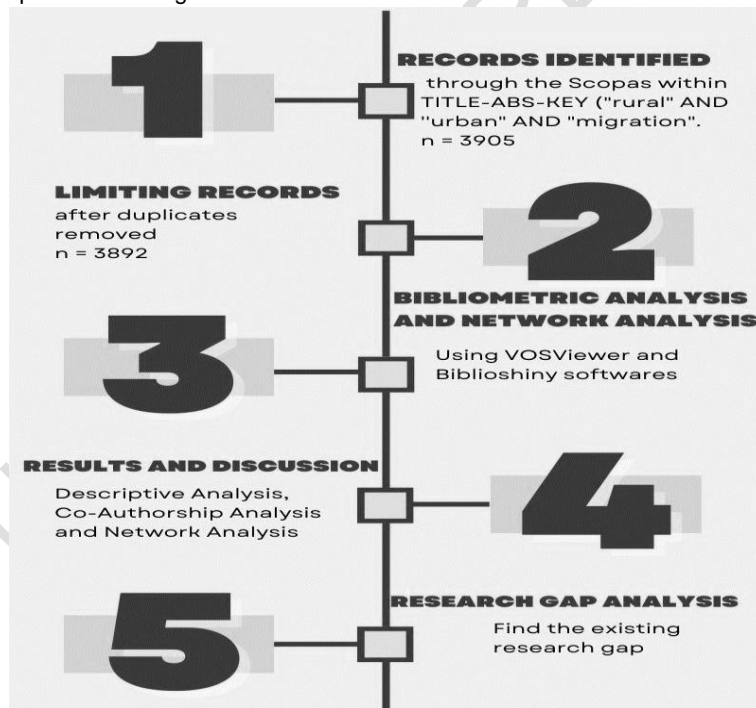 1
RECORDS IDENTIFIED
through the Scopas within
TITLE-ABS-KEY ("rural" AND
"urban" AND "migration".
n = 3905
LIMITING RECORDS
after duplicates
removed
n = 3892
2
BIBLIOMETRIC ANALYSIS
AND NETWORK ANALYSIS
Using VOSViewer and
Biblioshiny softwares
3
RESULTS AND DISCUSSION
Descriptive Analysis,
Co-Authorship Analysis
and Network Analysis
4
RESEARCH GAP ANALYSIS
Find the existing
research gap
5